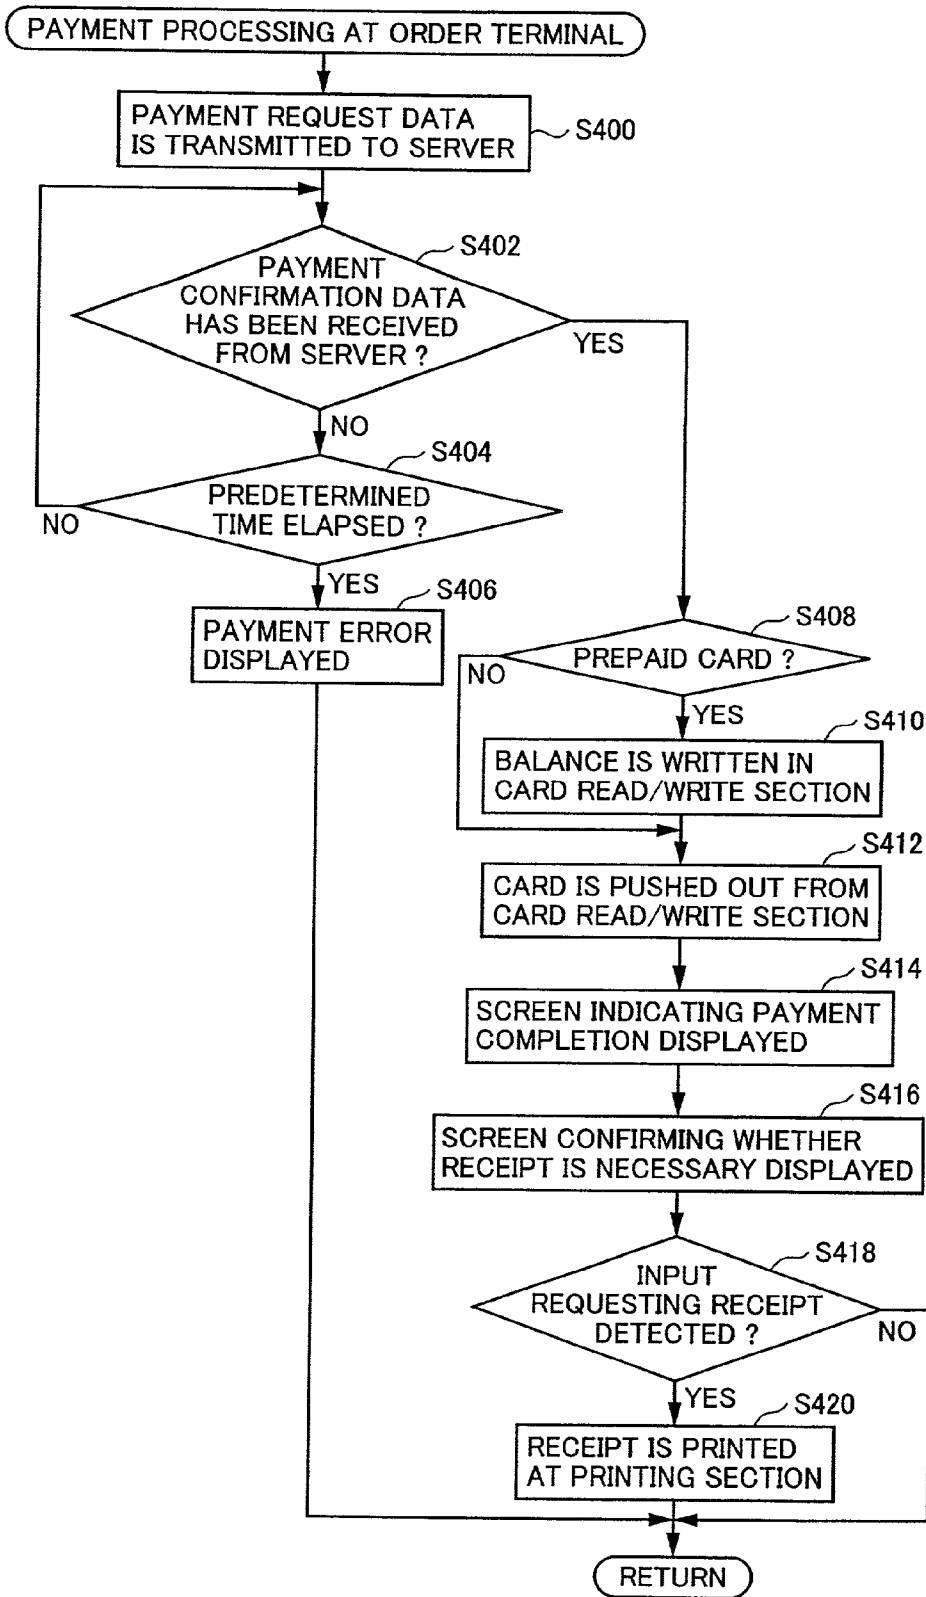 PAYMENT PROCESSING AT ORDER TERMINAL
PAYMENT REQUEST DATA
IS TRANSMITTED TO SERVER
S400
S402
PAYMENT
CONFIRMATION DATA
HAS BEEN RECEIVED
FROM SERVER ?
YES
NO
S404
PREDETERMINED
TIME ELAPSED ?
NO
YES
S406
PAYMENT ERROR
DISPLAYED
S408
PREPAID CARD ?
NO
YES
S410
BALANCE IS WRITTEN IN
CARD READ/WRITE SECTION
S412
CARD IS PUSHED OUT FROM
CARD READ/WRITE SECTION
S414
SCREEN INDICATING PAYMENT
COMPLETION DISPLAYED
S416
SCREEN CONFIRMING WHETHER
RECEIPT IS NECESSARY DISPLAYED
S418
INPUT
REQUESTING RECEIPT
DETECTED ?
NO
YES
S420
RECEIPT IS PRINTED
AT PRINTING SECTION
RETURN